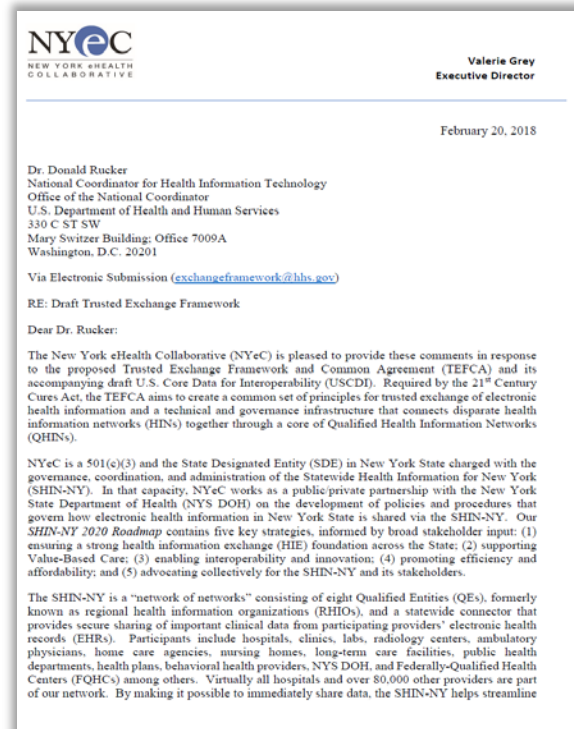 NYeC
NEW YORK eHEALTH
COLLABORATIVE
Valerie Grey
Executive Director
February 20, 2018
Dr. Donald Rucker
National Coordinator for Health Information Technology
Office of the National Coordinator
U.S. Department of Health and Human Services
330 C ST SW
Mary Switzer Building; Office 7009A
Washington, D.C. 20201
Via Electronic Submission (exchangeframework@hhs.gov)
RE: Draft Trusted Exchange Framework
Dear Dr. Rucker:
The New York eHealth Collaborative (NYeC) is pleased to provide these comments in response
to the proposed Trusted Exchange Framework and Common Agreement (TEFCA) and its
accompanying draft U.S. Core Data for Interoperability (USCDI). Required by the 21st Century
Cures Act, the TEFCA aims to create a common set of principles for trusted exchange of electronic
health information and a technical and governance infrastructure that connects disparate health
information networks (HINs) together through a core of Qualified Health Information Networks
(QHINs).
NYeC is a 501(c)(3) and the State Designated Entity (SDE) in New York State charged with the
governance, coordination, and administration of the Statewide Health Information for New York
(SHIN-NY). In that capacity, NYeC works as a public/private partnership with the New York
State Department of Health (NYS DOH) on the development of policies and procedures that
govern how electronic health information in New York State is shared via the SHIN-NY. Our
SHIN-NY 2020 Roadmap contains five key strategies, informed by broad stakeholder input: (1)
ensuring a strong health information exchange (HIE) foundation across the State; (2) supporting
Value-Based Care; (3) enabling interoperability and innovation; (4) promoting efficiency and
affordability; and (5) advocating collectively for the SHIN-NY and its stakeholders.
The SHIN-NY is a "network of networks" consisting of eight Qualified Entities (QEs), formerly
known as regional health information organizations (RHIOs), and a statewide connector that
provides secure sharing of important clinical data from participating providers' electronic health
records (EHRs). Participants include hospitals, clinics, labs, radiology centers, ambulatory
physicians, home care agencies, nursing homes, long-term care facilities, public health
departments, health plans, behavioral health providers, NYS DOH, and Federally-Qualified Health
Centers (FQHCs) among others. Virtually all hospitals and over 80,000 other providers are part
of our network. By making it possible to immediately share data, the SHIN-NY helps streamline